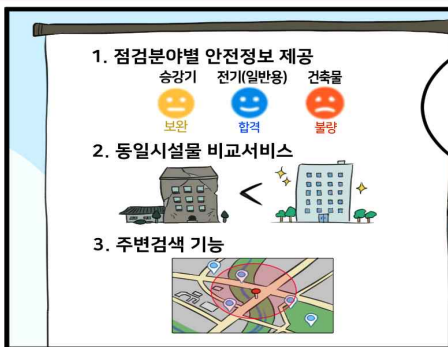 1. 점검분야별 안전정보 제공
승강기 전기(일반용) 건축물
보완 합격 불량
2. 동일시설물 비교서비스
<
3. 주변검색 기능